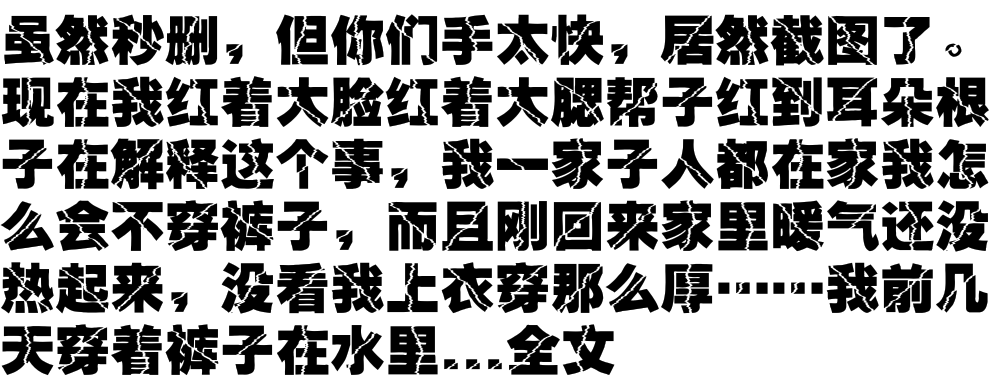 虽然秒删，但你们手太快，居然截图了。
现在我红着大脸红着大腮帮子红到耳朵根
子在解释这个事，我一家子人都在家我怎
么会不穿裤子，而且刚回来家里暖气还没
热起来，没看我上衣穿那么厚……我前几
天穿着裤子在水里...全文